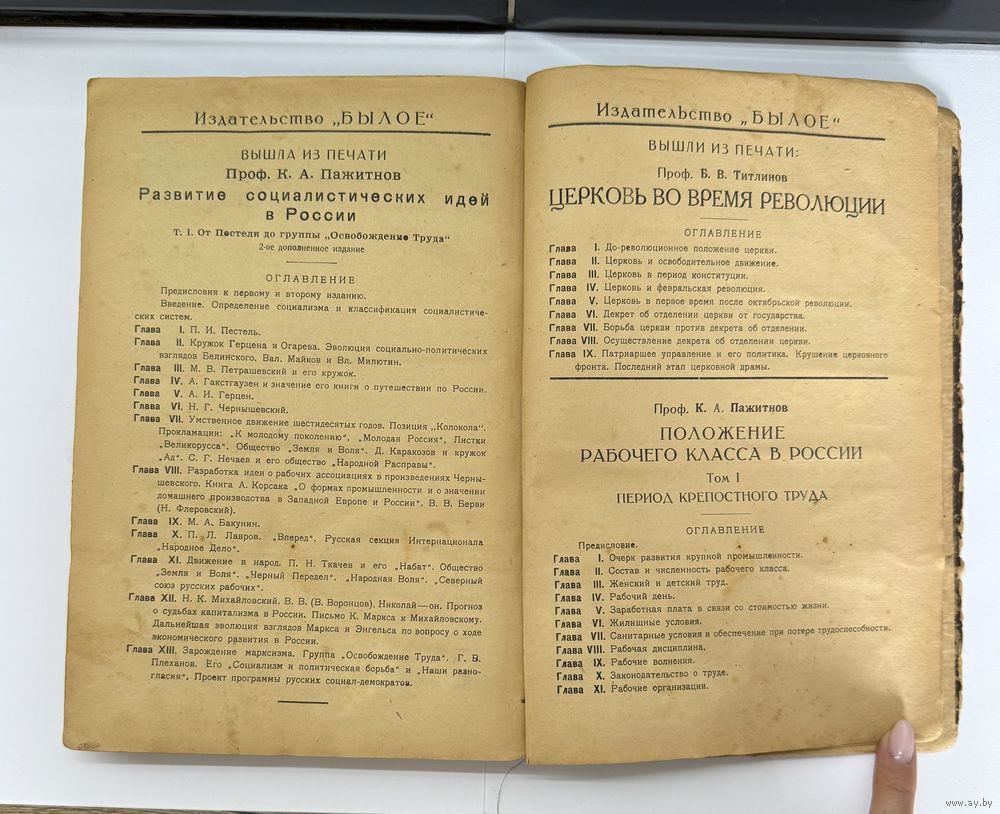 Издательство „БЫЛОЕ“
ВЫШЛА ИЗ ПЕЧАТИ
Проф. К. А. Пажитнов
Развитие социалистических идей
в России
Т. I. От Пестеля до группы „Освобождение Труда“
2-ое дополненное издание
ОГЛАВЛЕНИЕ
Предисловия к первому и второму изданию.
Введение. Определение социализма и классификация социалистиче-
ских систем.
Глава I. П. И. Пестель.
Глава II. Кружок Герцена и Огарева. Эволюция социально-политических
взглядов Белинского. Вал. Майков и Вл. Милютин.
Глава III. М. В. Петрашевский и его кружок.
Глава IV. А. Гакстгаузен и значение его книги о путешествии по России.
Глава V. А. И. Герцен.
Глава VI. Н. Г. Чернышевский.
Глава VII. Умственное движение шестидесятых годов. Позиция „Колокола“.
Прокламации: „К молодому поколению“, „Молодая Россия“, Листки
„Великорусса“. Общество „Земля и Воля“. Д. Каракозов и кружок
„Ад“. С. Г. Нечаев и его общество „Народной Расправы“.
Глава VIII. Разработка идеи о рабочих ассоциациях в произведениях Черны-
шевского. Книга А. Корсака „О формах промышленности и о значении
домашнего производства в Западной Европе и России“. В. В. Берви
(Н. Флеровский).
Глава IX. М. А. Бакунин.
Глава X. П. Л. Лавров. „Вперед“. Русская секция Интернационала
„Народное Дело“.
Глава XI. Движение в народ. П. Н. Ткачев и его „Набат“. Общество
„Земля и Воля“. „Черный Передел“. „Народная Воля“. „Северный
союз русских рабочих“.
Глава XII. Н. К. Михайловский. В. В. (В. Воронцов). Николай—он. Прогноз
о судьбах капитализма в России. Письмо К. Маркса к Михайловскому.
Дальнейшая эволюция взглядов Маркса и Энгельса по вопросу о ходе
экономического развития в России.
Глава XIII. Зарождение марксизма. Группа „Освобождение Труда“. Г. В.
Плеханов. Его „Социализм и политическая борьба“ и „Наши разно-
гласия“. Проект программы русских социал-демократов.
Издательство „БЫЛОЕ“
ВЫШЛИ ИЗ ПЕЧАТИ:
Проф. Б. В. Титлинов
ЦЕРКОВЬ ВО ВРЕМЯ РЕВОЛЮЦИИ
ОГЛАВЛЕНИЕ
Глава I. До-революционное положение церкви.
Глава II. Церковь и освободительное движение.
Глава III. Церковь в период конституции.
Глава IV. Церковь и февральская революция.
Глава V. Церковь в первое время после октябрьской революции.
Глава VI. Декрет об отделении церкви от государства.
Глава VII. Борьба церкви против декрета об отделении.
Глава VIII. Осуществление декрета об отделении церкви.
Глава IX. Патриаршее управление и его политика. Крушение церковного
фронта. Последний этап церковной драмы.
Проф. К. А. Пажитнов
ПОЛОЖЕНИЕ
РАБОЧЕГО КЛАССА В РОССИИ
Том I
ПЕРИОД КРЕПОСТНОГО ТРУДА
ОГЛАВЛЕНИЕ
Предисловие.
Глава I. Очерк развития крупной промышленности.
Глава II. Состав и численность рабочего класса.
Глава III. Женский и детский труд.
Глава IV. Рабочий день.
Глава V. Заработная плата в связи со стоимостью жизни.
Глава VI. Жилищные условия.
Глава VII. Санитарные условия и обеспечение при потере трудоспособности.
Глава VIII. Рабочая дисциплина.
Глава IX. Рабочие волнения.
Глава X. Законодательство о труде.
Глава XI. Рабочие организации.
www.ay.by